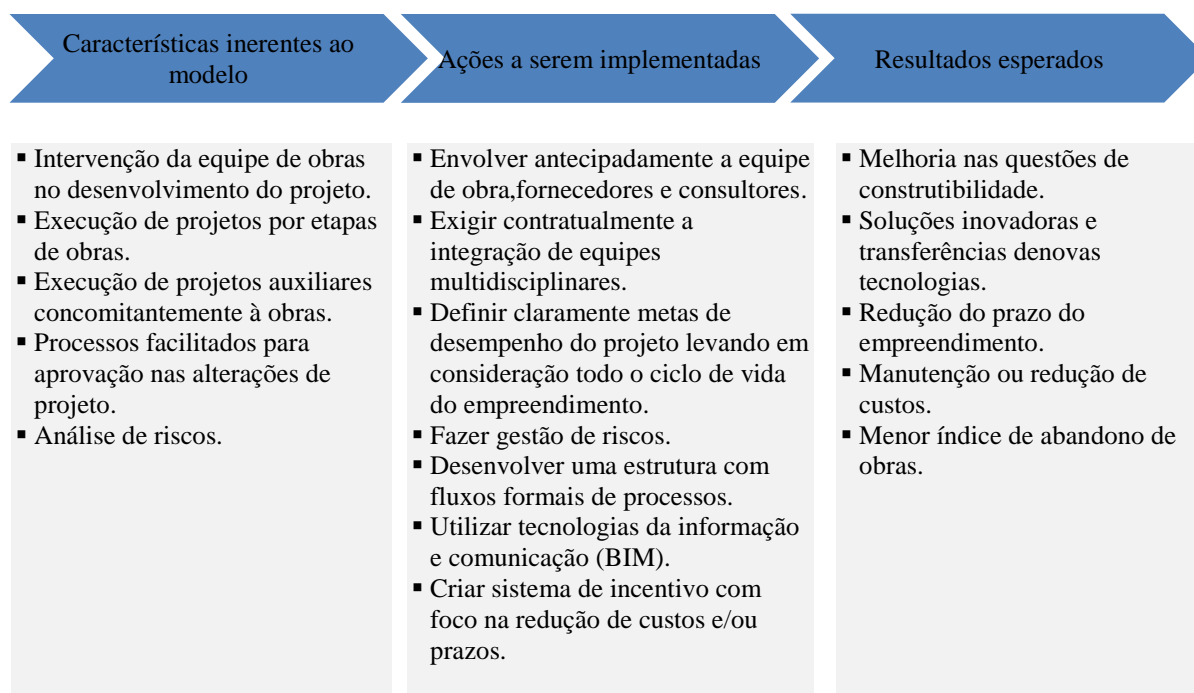 Características inerentes ao
modelo
Ações a serem implementadas
Resultados esperados
▪ Intervenção da equipe de obras
no desenvolvimento do projeto.
▪ Execução de projetos por etapas
de obras.
▪ Execução de projetos auxiliares
concomitantemente à obras.
▪ Processos facilitados para
aprovação nas alterações de
projeto.
▪ Análise de riscos.
▪ Envolver antecipadamente a equipe
de obra,fornecedores e consultores.
▪ Exigir contratualmente a
integração de equipes
multidisciplinares.
▪ Definir claramente metas de
desempenho do projeto levando em
consideração todo o ciclo de vida
do empreendimento.
▪ Fazer gestão de riscos.
▪ Desenvolver uma estrutura com
fluxos formais de processos.
▪ Utilizar tecnologias da informação
e comunicação (BIM).
▪ Criar sistema de incentivo com
foco na redução de custos e/ou
prazos.
▪ Melhoria nas questões de
construtibilidade.
▪ Soluções inovadoras e
transferências denovas
tecnologias.
▪ Redução do prazo do
empreendimento.
▪ Manutenção ou redução de
custos.
▪ Menor índice de abandono de
obras.